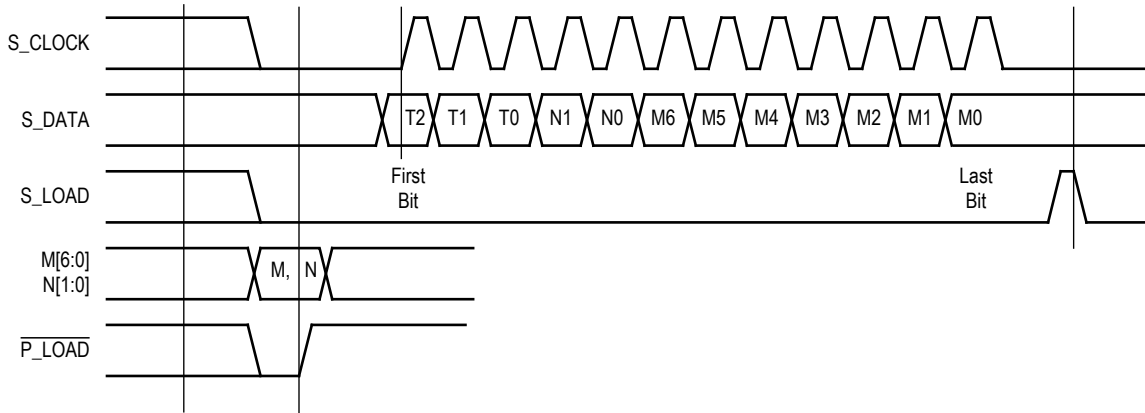 S_CLOCK
S_DATA
T2 T1 T0 N1 N0 M6 M5 M4 M3 M2 M1 M0
S_LOAD
First
Bit
Last
Bit
M[6:0]
N[1:0]
M, N
P_LOAD